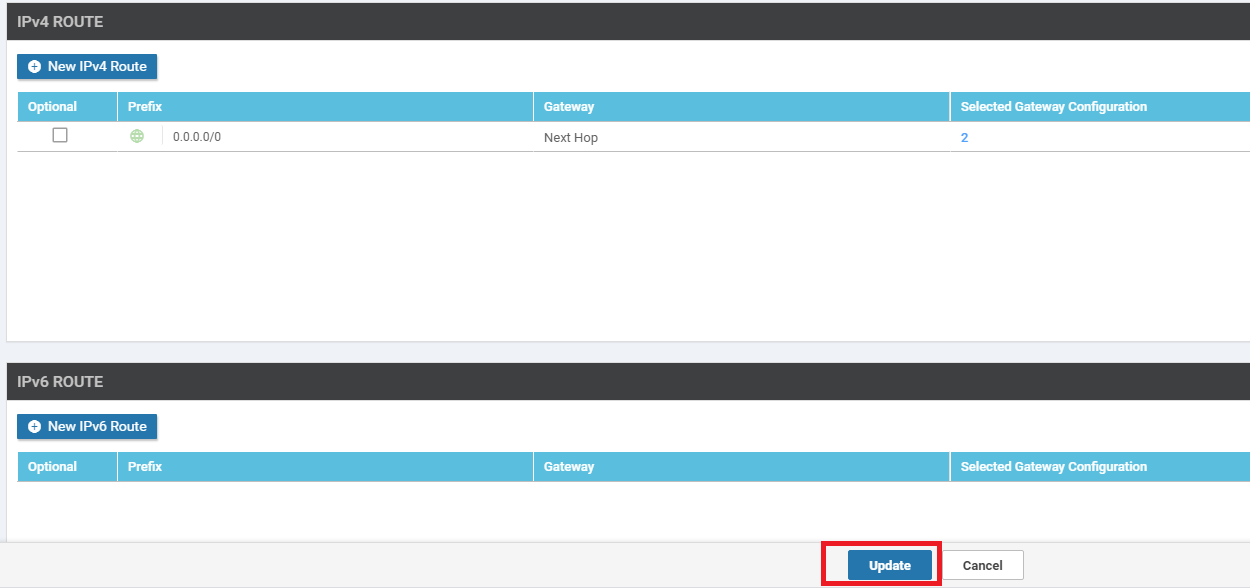 IPv4 ROUTE
New IPv4 Route
Optional Prefix Gateway Selected Gateway Configuration
0.0.0.0/0 Next Hop 2
IPv6 ROUTE
New IPv6 Route
Optional Prefix Gateway Selected Gateway Configuration
Update Cancel